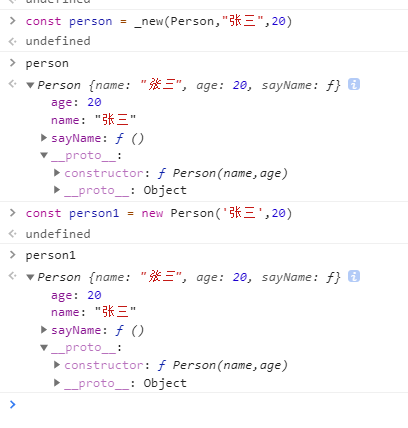 undefined
const person = _new(Person,"张三",20)
undefined
person
Person {name: "张三", age: 20, sayName: ƒ}
age: 20
name: "张三"
sayName: ƒ ()
__proto__:
constructor: ƒ Person(name,age)
__proto__: Object
const person1 = new Person('张三',20)
undefined
person1
Person {name: "张三", age: 20, sayName: ƒ}
age: 20
name: "张三"
sayName: ƒ ()
__proto__:
constructor: ƒ Person(name,age)
__proto__: Object